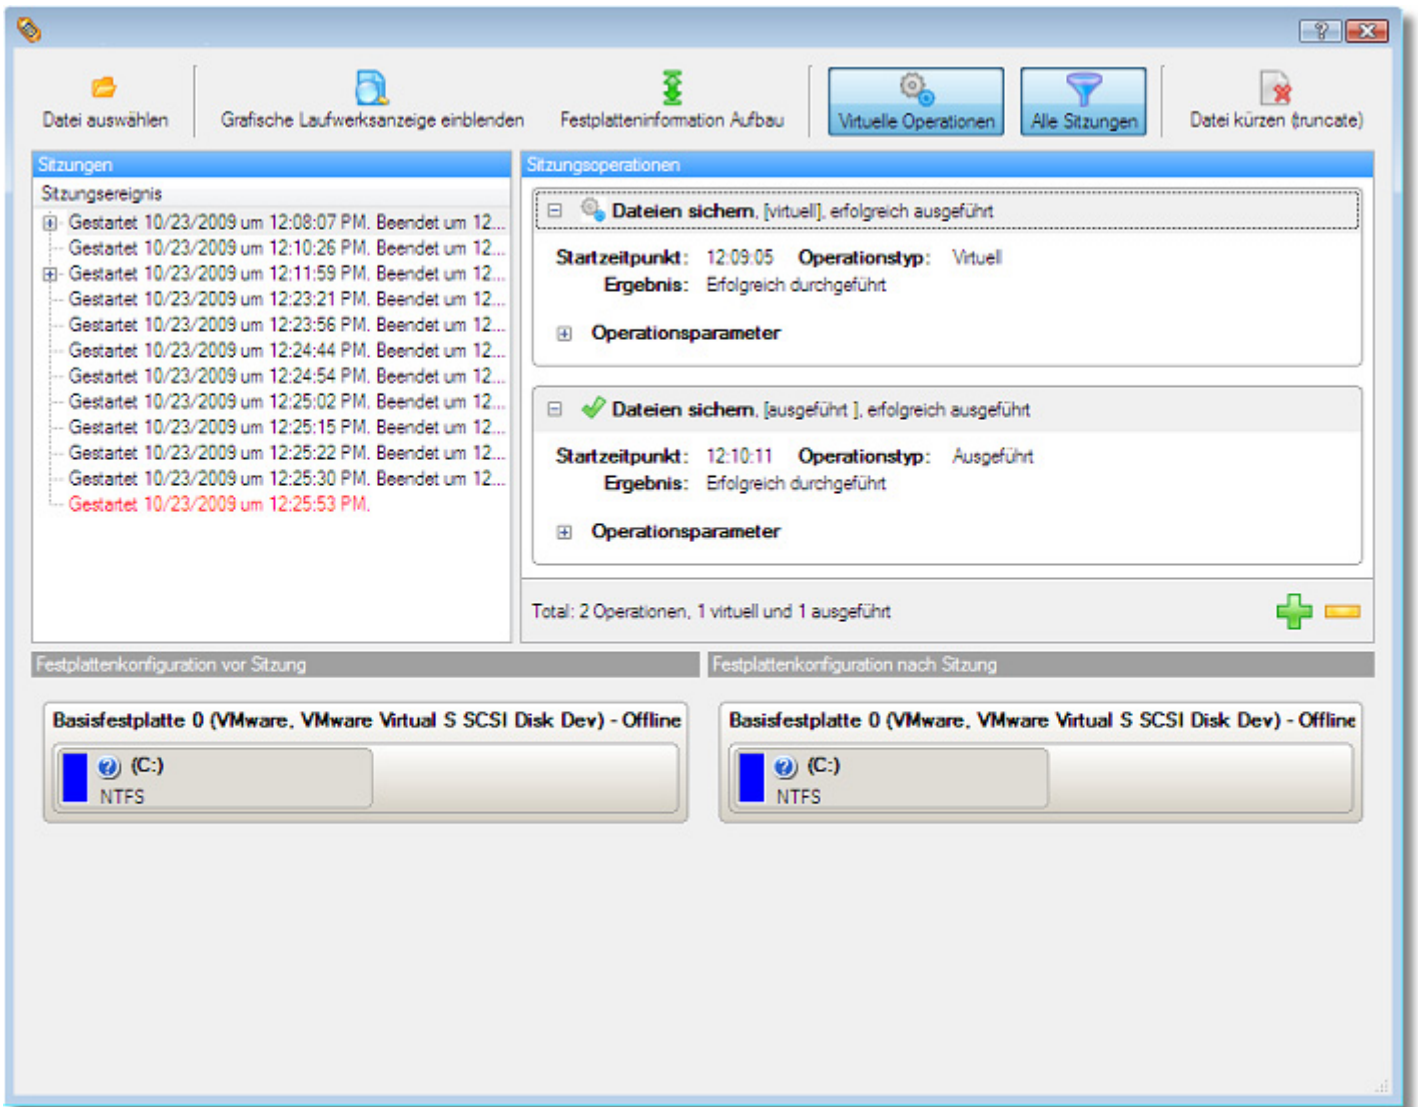 Datei auswählen
Grafische Laufwerksanzeige einblenden
Festplatteninformation Aufbau
Virtuelle Operationen
Alle Sitzungen
Datei kürzen (truncate)
Sitzungen
Sitzungsereignis
Gestartet 10/23/2009 um 12:08:07 PM. Beendet um 12...
Gestartet 10/23/2009 um 12:10:26 PM. Beendet um 12...
Gestartet 10/23/2009 um 12:11:59 PM. Beendet um 12...
Gestartet 10/23/2009 um 12:23:21 PM. Beendet um 12...
Gestartet 10/23/2009 um 12:23:56 PM. Beendet um 12...
Gestartet 10/23/2009 um 12:24:44 PM. Beendet um 12...
Gestartet 10/23/2009 um 12:24:54 PM. Beendet um 12...
Gestartet 10/23/2009 um 12:25:02 PM. Beendet um 12...
Gestartet 10/23/2009 um 12:25:15 PM. Beendet um 12...
Gestartet 10/23/2009 um 12:25:22 PM. Beendet um 12...
Gestartet 10/23/2009 um 12:25:30 PM. Beendet um 12...
Gestartet 10/23/2009 um 12:25:53 PM.
Sitzungsoperationen
Dateien sichern, [virtuell], erfolgreich ausgeführt
Startzeitpunkt: 12:09:05 Operationstyp: Virtuell
Ergebnis: Erfolgreich durchgeführt
Operationsparameter
Dateien sichern, [ausgeführt ], erfolgreich ausgeführt
Startzeitpunkt: 12:10:11 Operationstyp: Ausgeführt
Ergebnis: Erfolgreich durchgeführt
Operationsparameter
Total: 2 Operationen, 1 virtuell und 1 ausgeführt
Festplattenkonfiguration vor Sitzung
Basisfestplatte 0 (VMware, VMware Virtual S SCSI Disk Dev) - Offline
(C:)
NTFS
Festplattenkonfiguration nach Sitzung
Basisfestplatte 0 (VMware, VMware Virtual S SCSI Disk Dev) - Offline
(C:)
NTFS